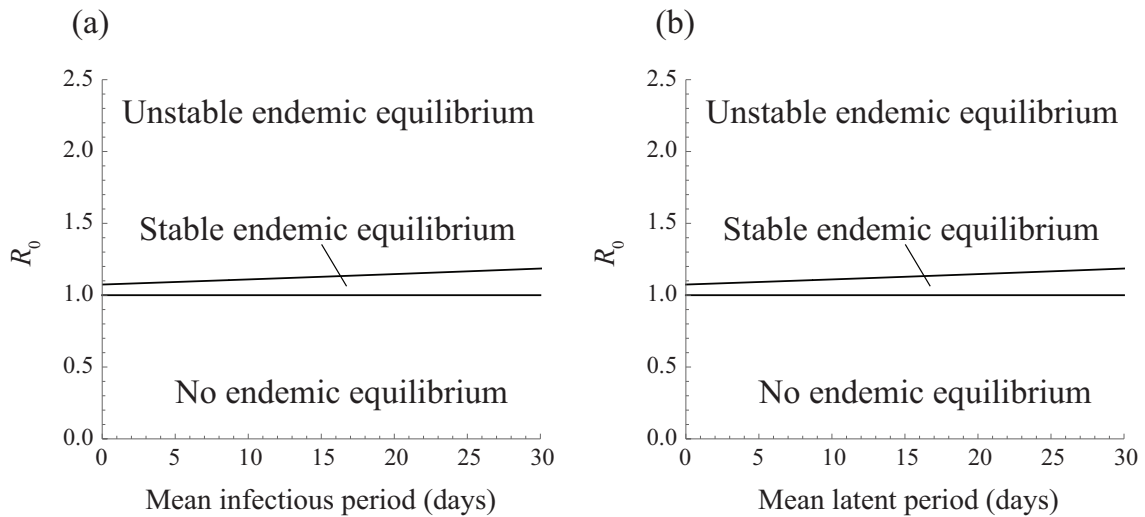 (a)
2.5
Unstable endemic equilibrium
2.0
1.5
Stable endemic equilibrium
R0
1.0
0.5
No endemic equilibrium
0.0
0 5 10 15 20 25 30
Mean infectious period (days)
(b)
2.5
Unstable endemic equilibrium
2.0
1.5
Stable endemic equilibrium
R0
1.0
0.5
No endemic equilibrium
0.0
0 5 10 15 20 25 30
Mean latent period (days)